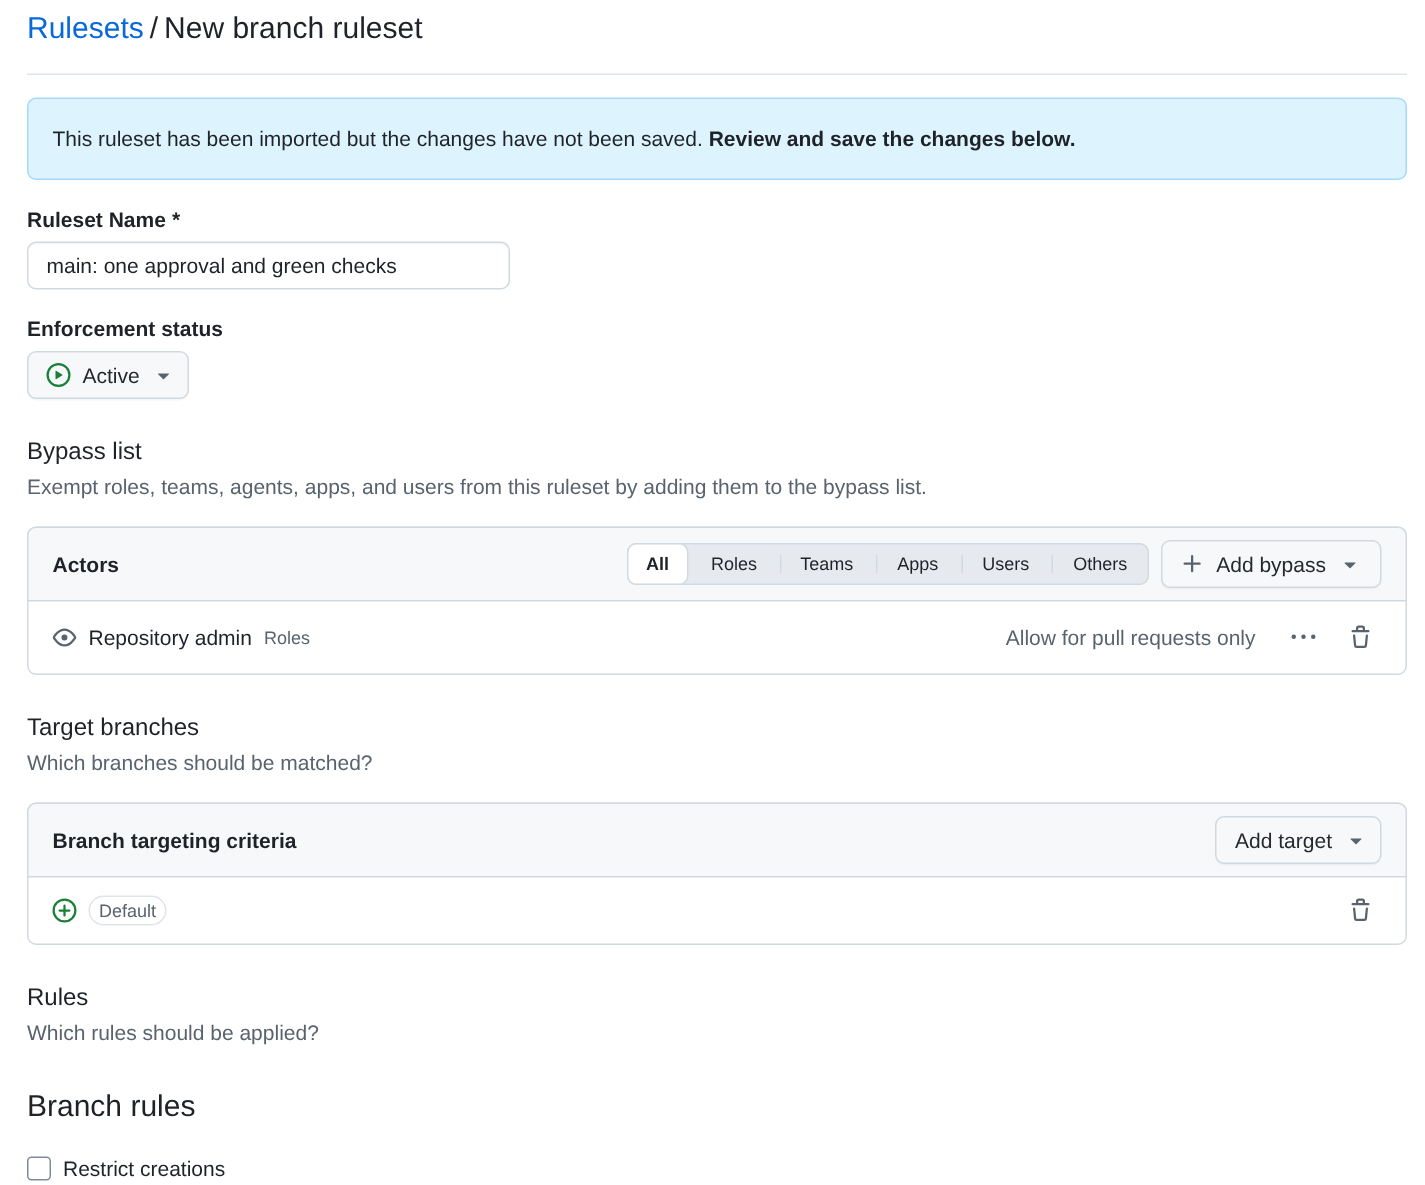 Rulesets / New branch ruleset
This ruleset has been imported but the changes have not been saved. Review and save the changes below.
Ruleset Name *
main: one approval and green checks
Enforcement status
Active
Bypass list
Exempt roles, teams, agents, apps, and users from this ruleset by adding them to the bypass list.
Actors All Roles Teams Apps Users Others Add bypass
Repository admin Roles Allow for pull requests only
Target branches
Which branches should be matched?
Branch targeting criteria Add target
Default
Rules
Which rules should be applied?
Branch rules
Restrict creations